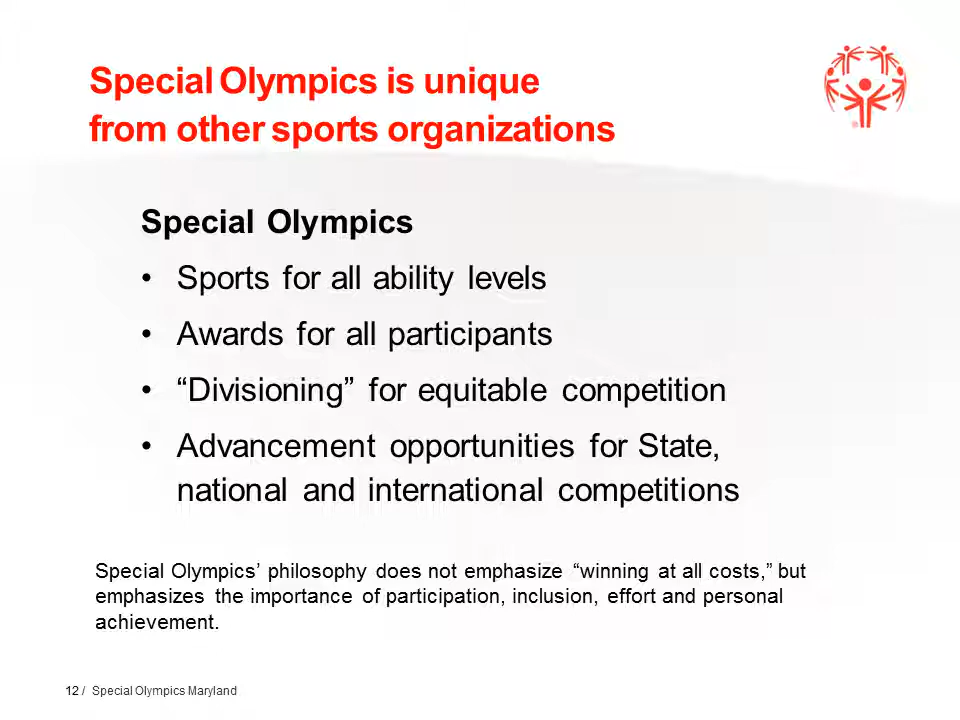 Special Olympics is unique
from other sports organizations
Special Olympics
• Sports for all ability levels
• Awards for all participants
• “Divisioning” for equitable competition
• Advancement opportunities for State,
national and international competitions
Special Olympics’ philosophy does not emphasize “winning at all costs,” but
emphasizes the importance of participation, inclusion, effort and personal
achievement.
12 / Special Olympics Maryland